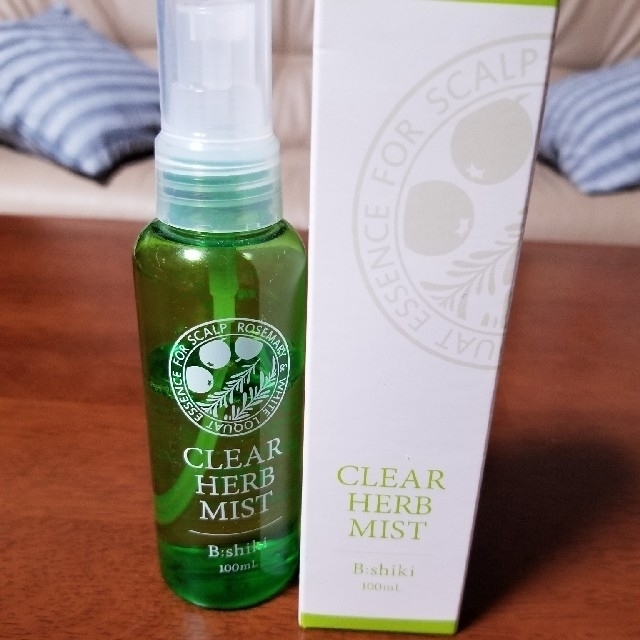 ESSENCE FOR SCALP ROSEMARY & WHITE LOQUAT
CLEAR
HERB
MIST
B:shiki
100mL
UAT ESSENCE FOR SCALP
CLEAR
HERB
MIST
B:shiki
100mL